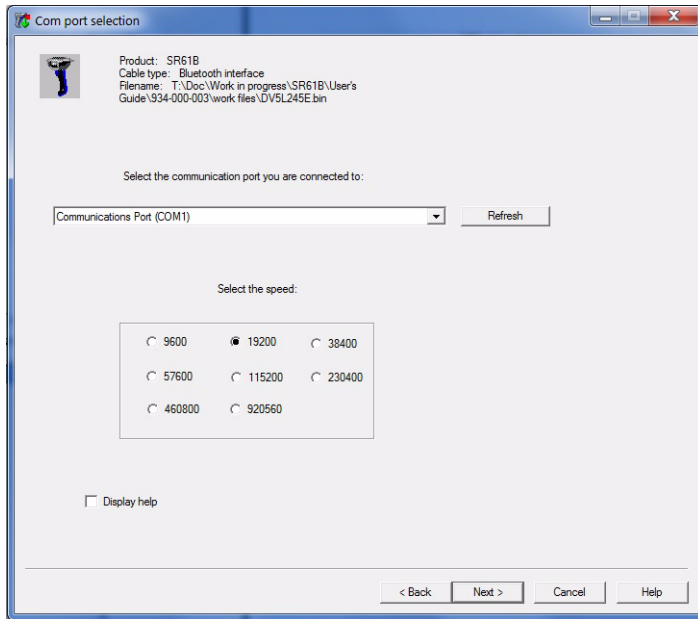 Com port selection
Product: SR61B
Cable type: Bluetooth interface
Filename: T:\Doc\Work in progress\SR61B\User's
Guide\934-000-003\work files\DV5L245E.bin
Select the communication port you are connected to:
Communications Port (COM1)
Refresh
Select the speed:
9600 19200 38400
57600 115200 230400
460800 920560
Display help
< Back Next > Cancel Help